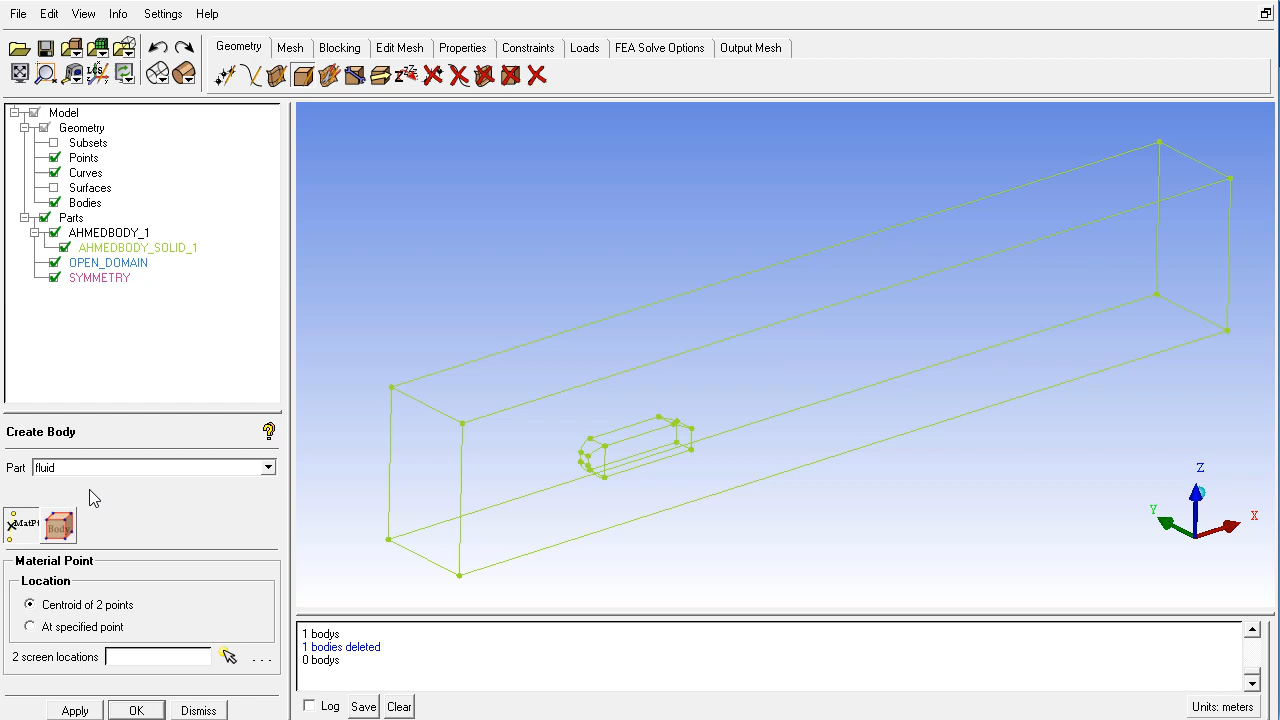 File Edit View Info Settings Help
Geometry Mesh Blocking Edit Mesh Properties Constraints Loads FEA Solve Options Output Mesh
Model
Geometry
Subsets
Points
Curves
Surfaces
Bodies
Parts
AHMEDBODY_1
AHMEDBODY_SOLID_1
OPEN_DOMAIN
SYMMETRY
Create Body
Part fluid
Body
Material Point
Location
Centroid of 2 points
At specified point
2 screen locations ...
Apply OK Dismiss
Z
Y
X
1 bodys
1 bodies deleted
0 bodys
Log Save Clear Units: meters